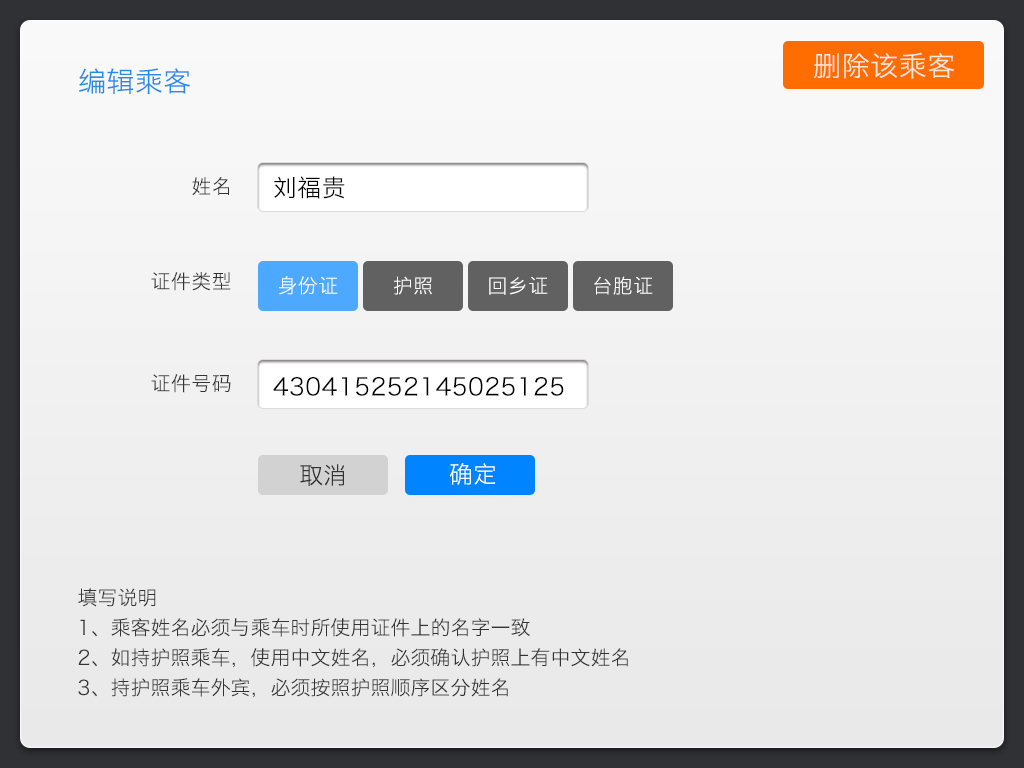 编辑乘客
删除该乘客
姓名
刘福贵
证件类型
身份证 护照 回乡证 台胞证
证件号码
430415252145025125
取消 确定
填写说明
1、乘客姓名必须与乘车时所使用证件上的名字一致
2、如持护照乘车，使用中文姓名，必须确认护照上有中文姓名
3、持护照乘车外宾，必须按照护照顺序区分姓名